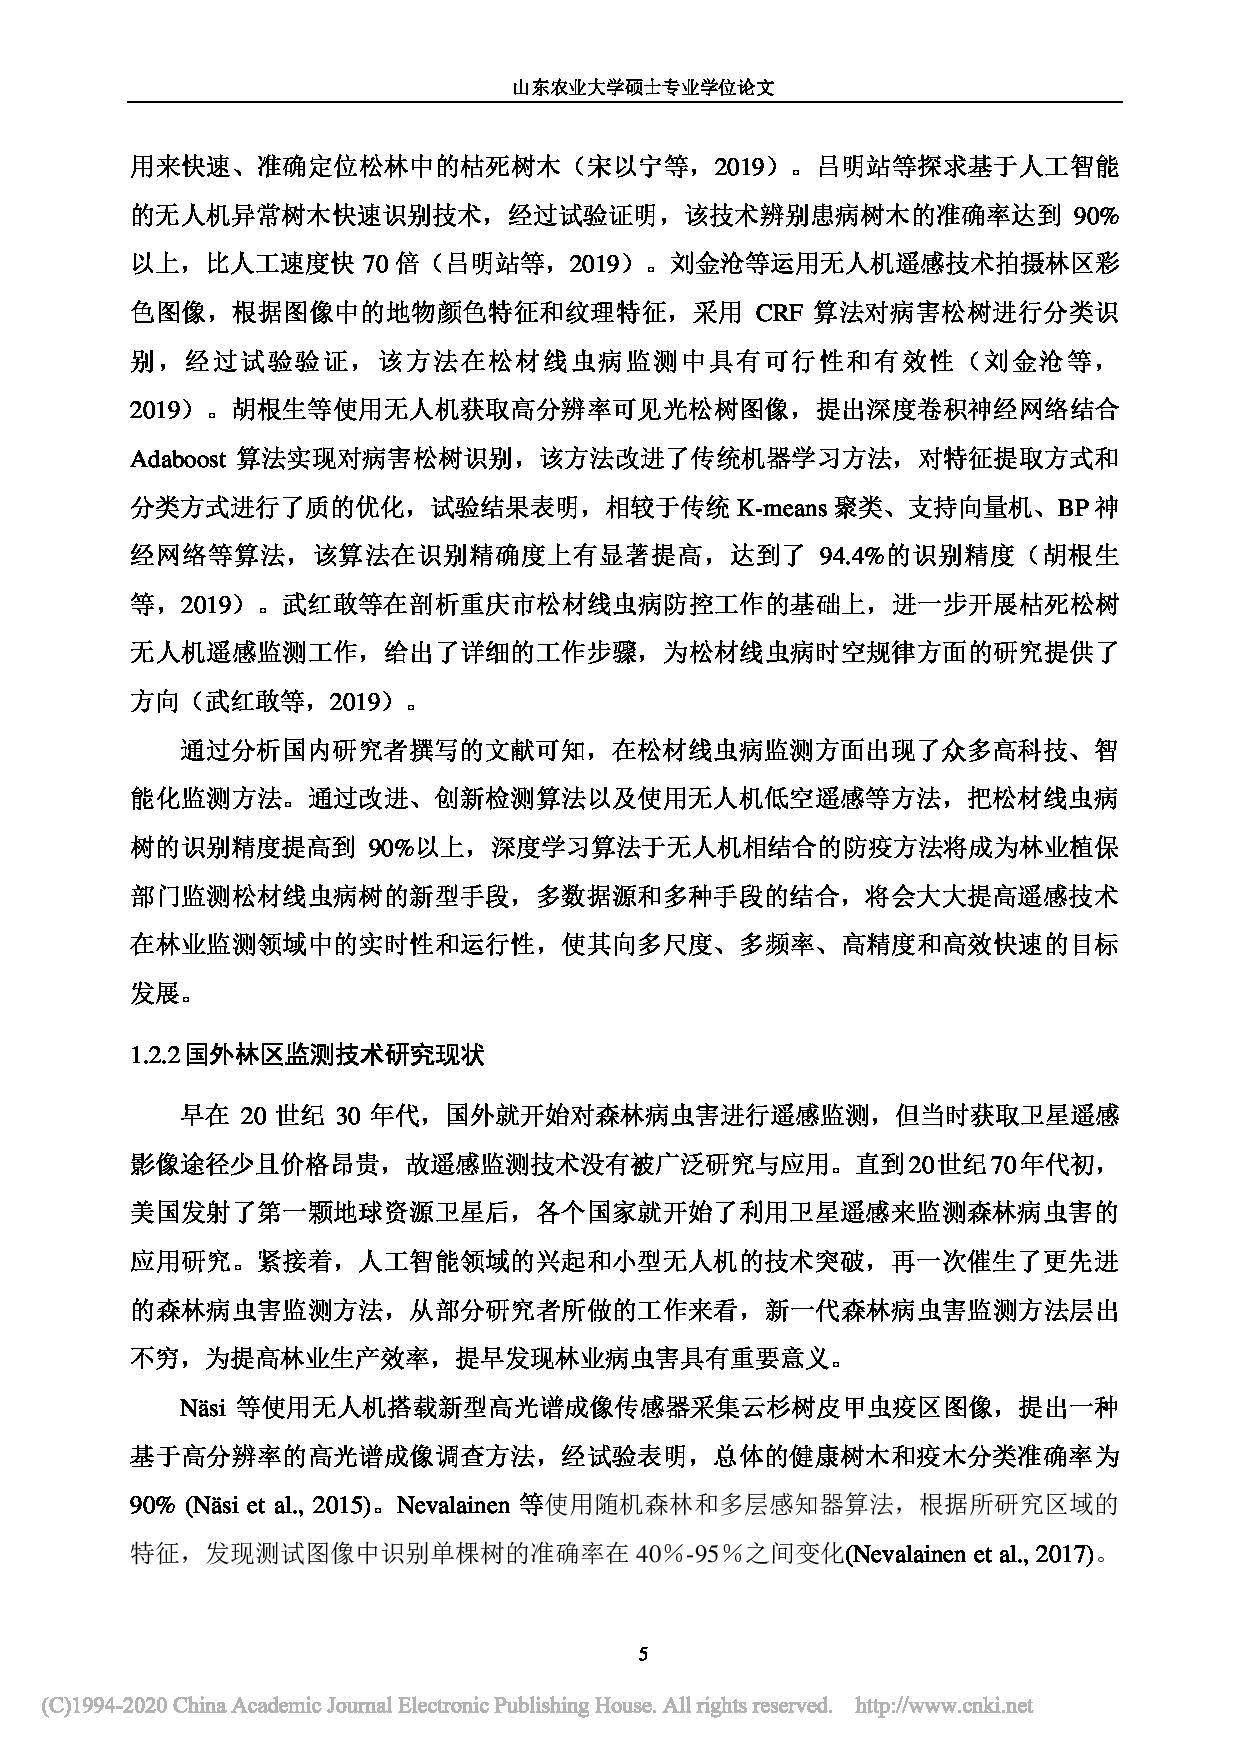 山东农业大学硕士专业学位论文
用来快速、准确定位松林中的枯死树木（宋以宁等，2019）。吕明站等探求基于人工智能
的无人机异常树木快速识别技术，经过试验证明，该技术辨别患病树木的准确率达到 90%
以上，比人工速度快 70 倍（吕明站等，2019）。刘金沧等运用无人机遥感技术拍摄林区彩
色图像，根据图像中的地物颜色特征和纹理特征，采用 CRF 算法对病害松树进行分类识
别，经过试验验证，该方法在松材线虫病监测中具有可行性和有效性（刘金沧等，
2019）。胡根生等使用无人机获取高分辨率可见光松树图像，提出深度卷积神经网络结合
Adaboost 算法实现对病害松树识别，该方法改进了传统机器学习方法，对特征提取方式和
分类方式进行了质的优化，试验结果表明，相较于传统 K-means 聚类、支持向量机、BP 神
经网络等算法，该算法在识别精确度上有显著提高，达到了 94.4%的识别精度（胡根生
等，2019）。武红敢等在剖析重庆市松材线虫病防控工作的基础上，进一步开展枯死松树
无人机遥感监测工作，给出了详细的工作步骤，为松材线虫病时空规律方面的研究提供了
方向（武红敢等，2019）。
通过分析国内研究者撰写的文献可知，在松材线虫病监测方面出现了众多高科技、智
能化监测方法。通过改进、创新检测算法以及使用无人机低空遥感等方法，把松材线虫病
树的识别精度提高到 90%以上，深度学习算法于无人机相结合的防疫方法将成为林业植保
部门监测松材线虫病树的新型手段，多数据源和多种手段的结合，将会大大提高遥感技术
在林业监测领域中的实时性和运行性，使其向多尺度、多频率、高精度和高效快速的目标
发展。
1.2.2 国外林区监测技术研究现状
早在 20 世纪 30 年代，国外就开始对森林病虫害进行遥感监测，但当时获取卫星遥感
影像途径少且价格昂贵，故遥感监测技术没有被广泛研究与应用。直到20世纪70年代初，
美国发射了第一颗地球资源卫星后，各个国家就开始了利用卫星遥感来监测森林病虫害的
应用研究。紧接着，人工智能领域的兴起和小型无人机的技术突破，再一次催生了更先进
的森林病虫害监测方法，从部分研究者所做的工作来看，新一代森林病虫害监测方法层出
不穷，为提高林业生产效率，提早发现林业病虫害具有重要意义。
Näsi 等使用无人机搭载新型高光谱成像传感器采集云杉树皮甲虫疫区图像，提出一种
基于高分辨率的高光谱成像调查方法，经试验表明，总体的健康树木和疫木分类准确率为
90% (Näsi et al., 2015)。Nevalainen 等使用随机森林和多层感知器算法，根据所研究区域的
特征，发现测试图像中识别单棵树的准确率在 40％-95％之间变化(Nevalainen et al., 2017)。
5
(C)1994-2020 China Academic Journal Electronic Publishing House. All rights reserved. http://www.cnki.net